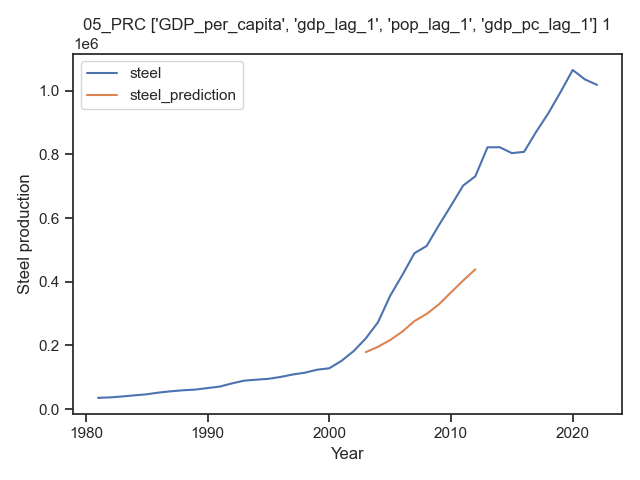 05_PRC ['GDP_per_capita', 'gdp_lag_1', 'pop_lag_1', 'gdp_pc_lag_1'] 1
1e6
steel
steel_prediction
1.0
0.8
0.6
0.4
0.2
0.0
Steel production
1980
1990
2000
2010
2020
Year